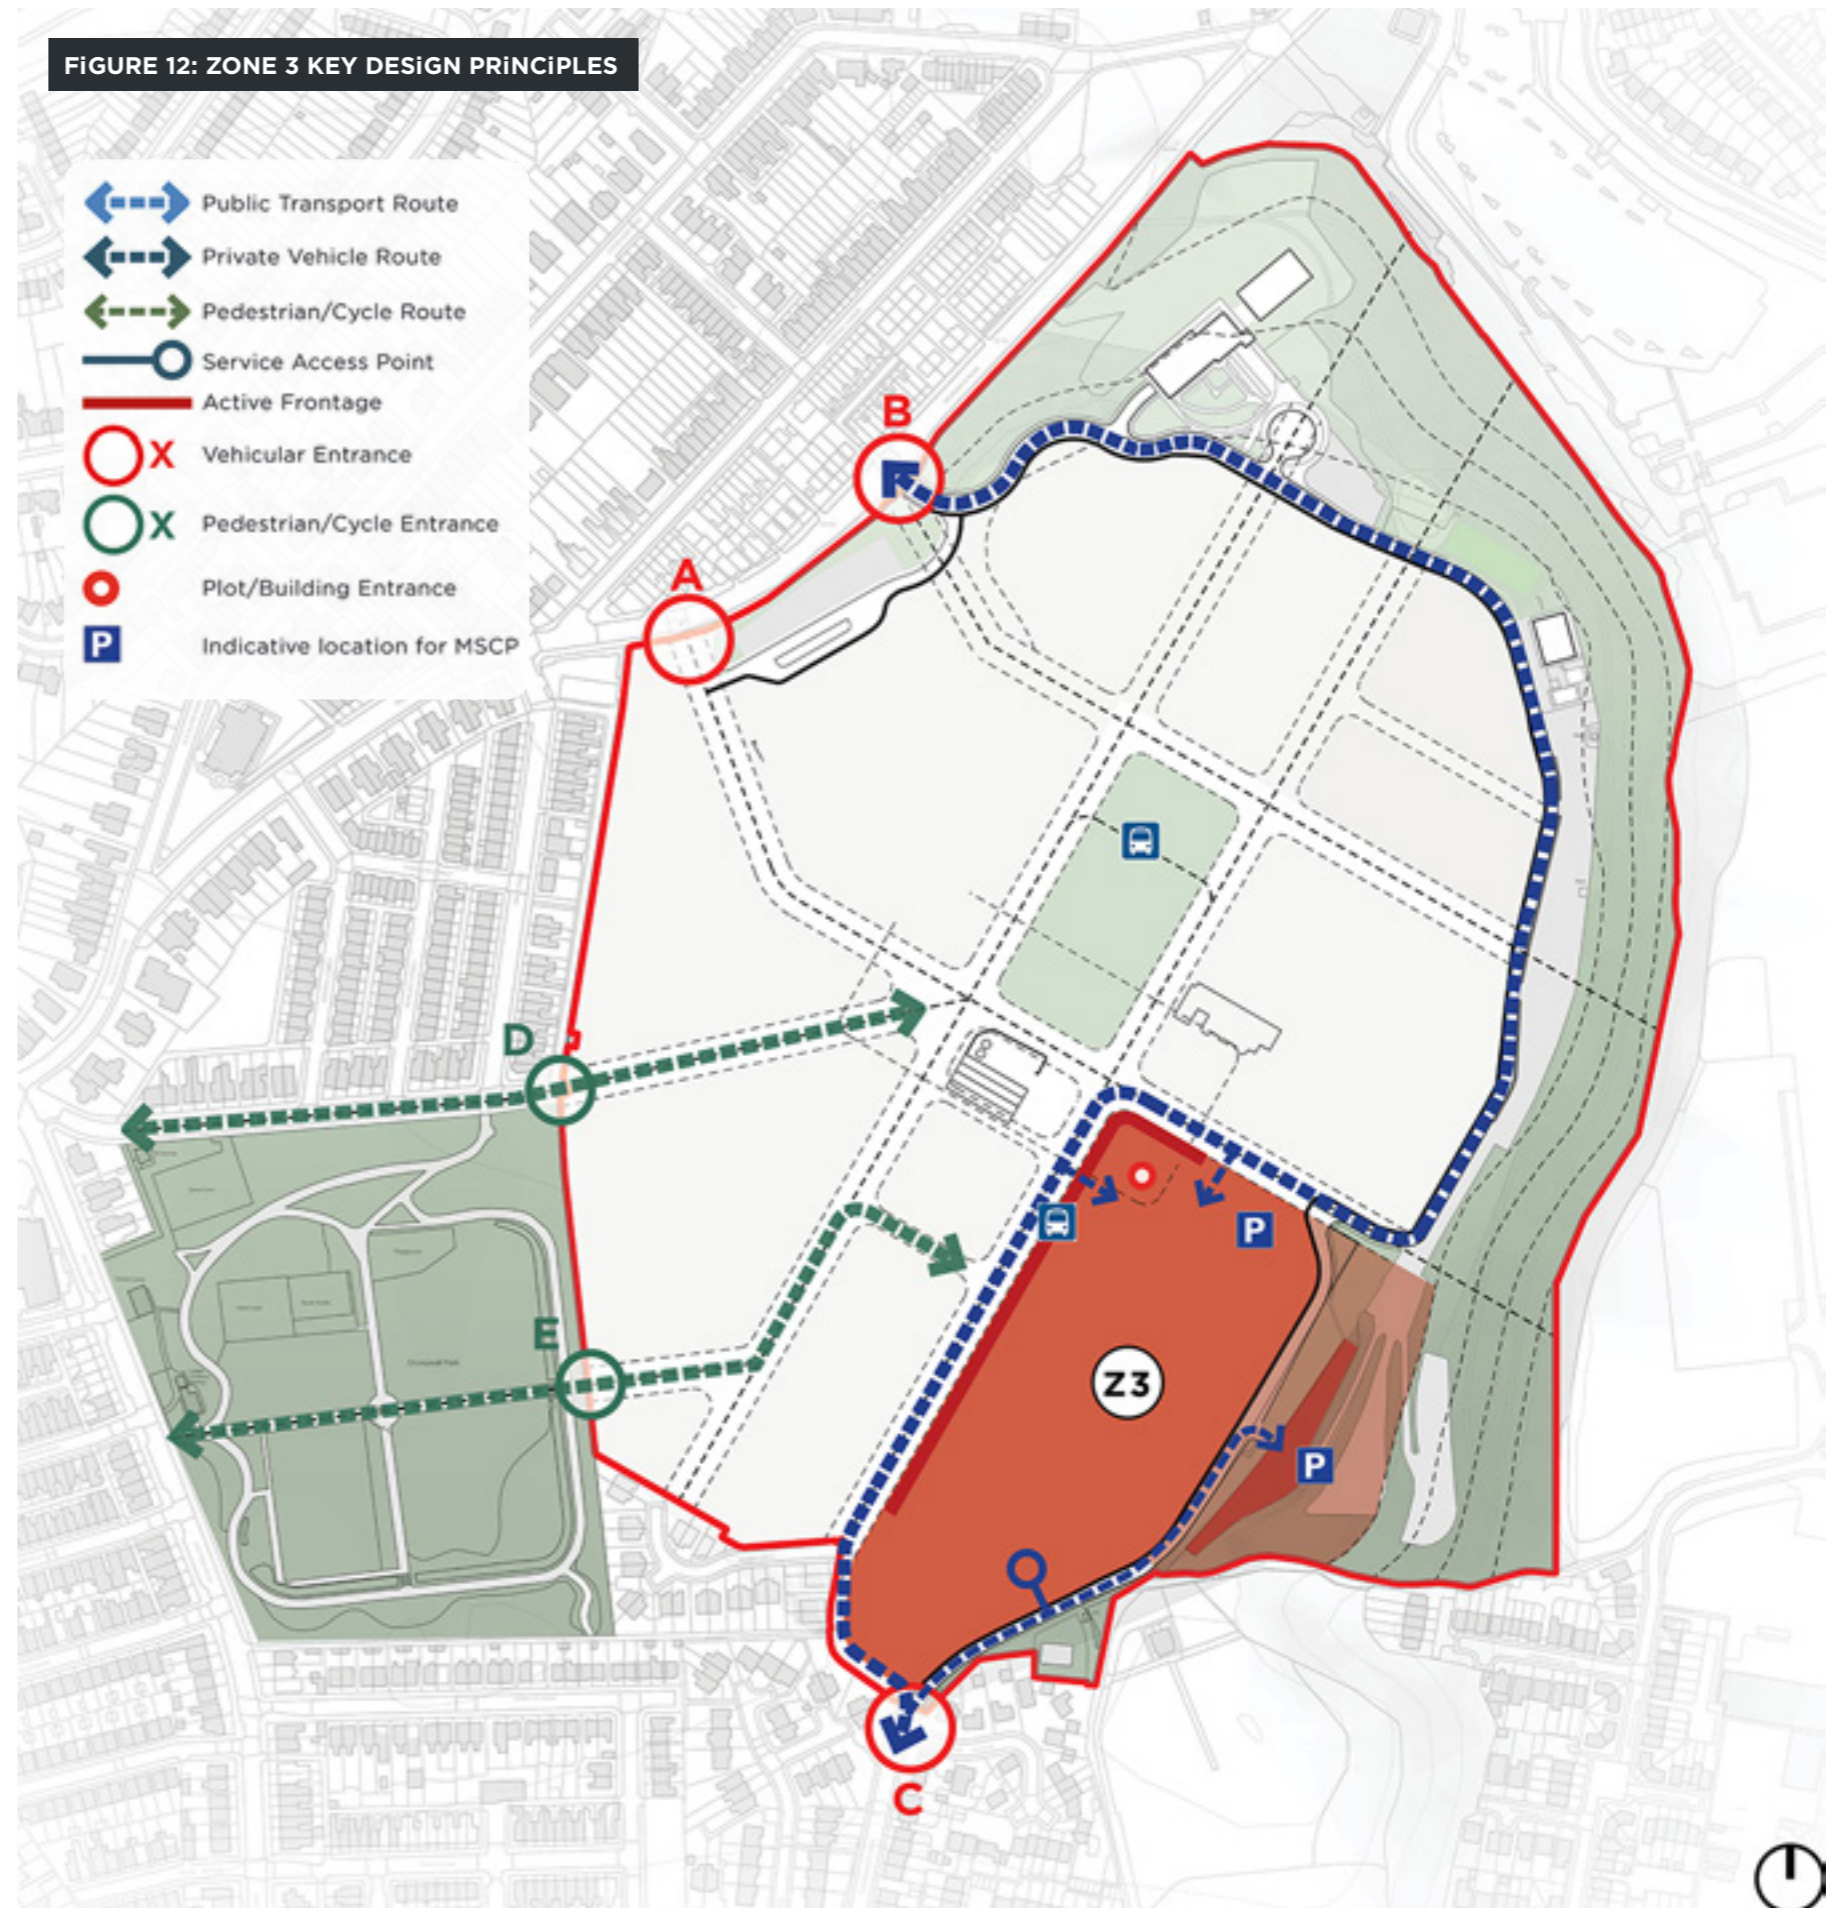 FiGURE 12: ZONE 3 KEY DESiGN PRiNCiPLES
Public Transport Route
Private Vehicle Route
Pedestrian/Cycle Route
Service Access Point
Active Frontage
X Vehicular Entrance
X Pedestrian/Cycle Entrance
Plot/Building Entrance
P Indicative location for MSCP
B
A
D
P
E
Z3
P
C